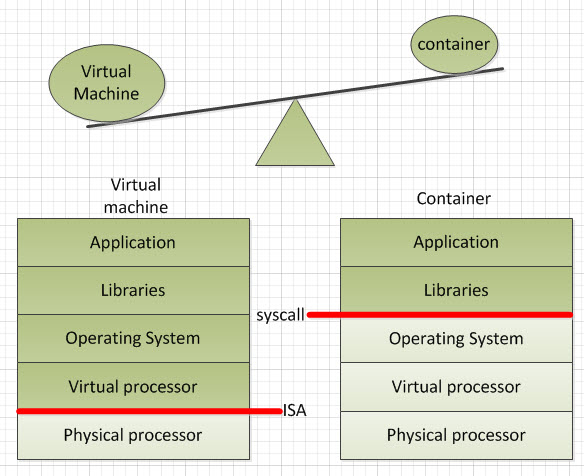 Virtual
Machine
container
Virtual
machine
Application
Libraries
Operating System
Virtual processor
Physical processor
ISA
Container
Application
Libraries
syscall
Operating System
Virtual processor
Physical processor